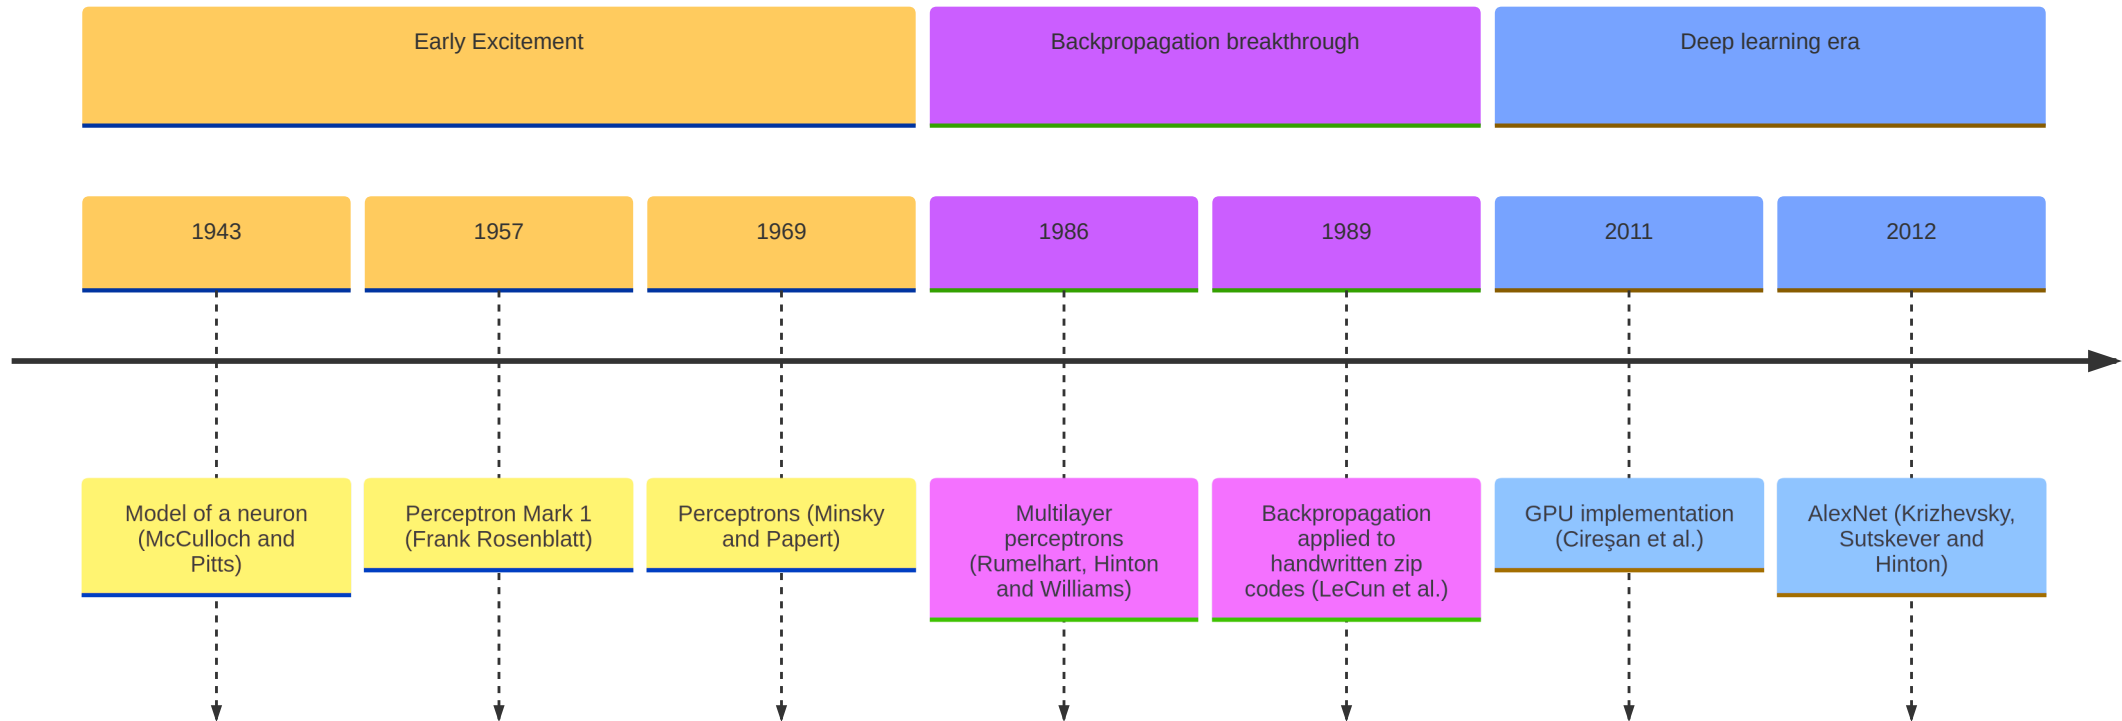 Early Excitement
Backpropagation breakthrough
Deep learning era
1943
1957
1969
1986
1989
2011
2012
Model of a neuron
(McCulloch and
Pitts)
Perceptron Mark 1
(Frank Rosenblatt)
Perceptrons (Minsky
and Papert)
Multilayer
perceptrons
(Rumelhart, Hinton
and Williams)
Backpropagation
applied to
handwritten zip
codes (LeCun et al.)
GPU implementation
(Cireşan et al.)
AlexNet (Krizhevsky,
Sutskever and
Hinton)